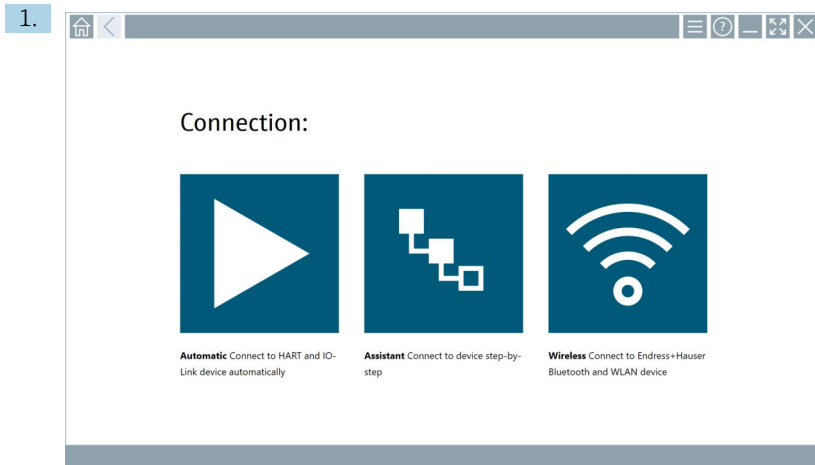 1.
Connection:
Automatic Connect to HART and IO-
Link device automatically
Assistant Connect to device step-by-
step
Wireless Connect to Endress+Hauser
Bluetooth and WLAN device